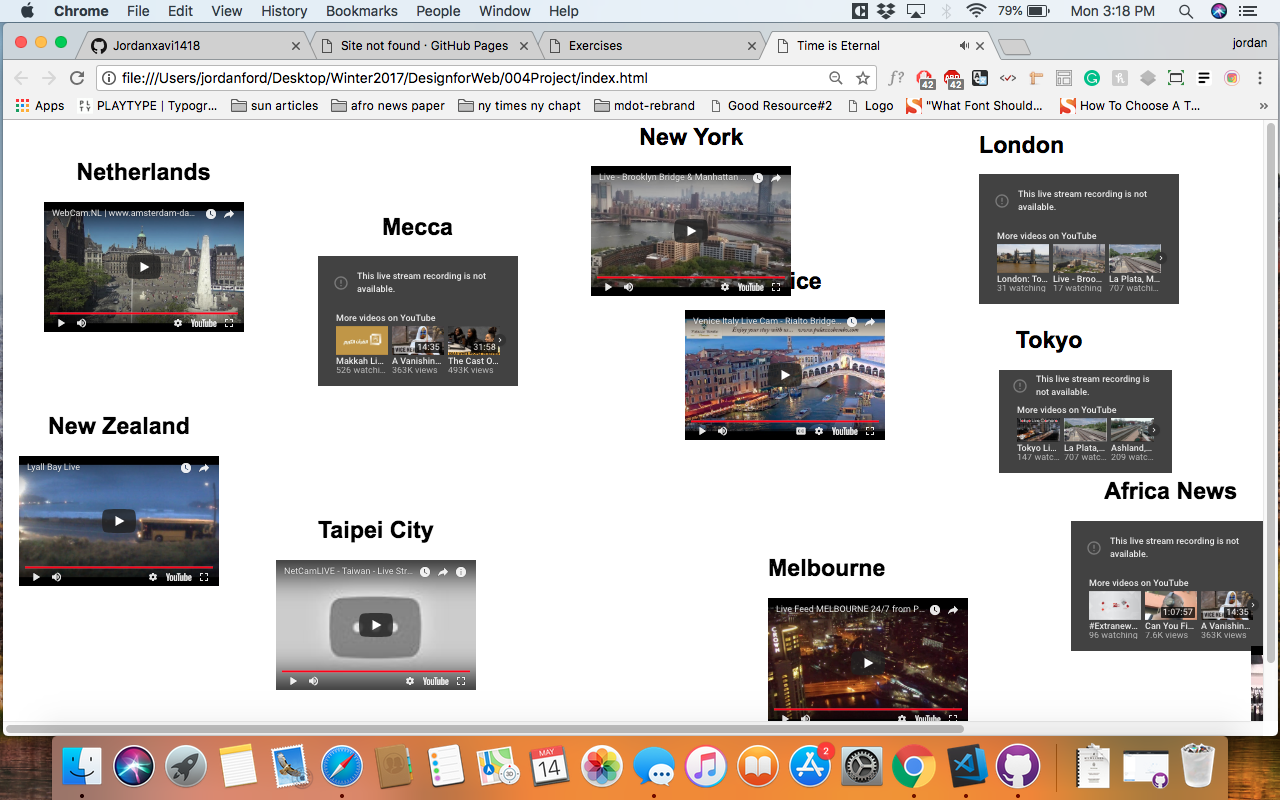 Chrome File Edit View History Bookmarks People Window Help 79% Mon 3:18 PM
Jordanxavi1418 Site not found · GitHub Pages Exercises Time is Eternal jordan
file:///Users/jordanford/Desktop/Winter2017/DesignforWeb/004Project/index.html f? 42 ABP 42
Apps PLAYTYPE | Typogr... sun articles afro news paper ny times ny chapt mdot-rebrand Good Resource#2 Logo "What Font Should... How To Choose A T... »
Netherlands
WebCam.NL | www.amsterdam-da...
YouTube
Mecca
This live stream recording is not
available.
More videos on YouTube
14:35 31:58
Makkah Li... A Vanishin... The Cast O...
526 watchi... 363K views 493K views
New York
Live - Brooklyn Bridge & Manhattan ...
YouTube
ice
Venice Italy Live Cam - Rialto Bridge...
Enjoy your stay with us...
YouTube
London
This live stream recording is not
available.
More videos on YouTube
London: To... Live - Broo... La Plata, M...
31 watching 17 watching 707 watchi...
Tokyo
This live stream recording is not
available.
More videos on YouTube
Tokyo Li... La Plata,... Ashland,...
147 watc... 707 watc... 209 watc...
New Zealand
Lyall Bay Live
YouTube
Taipei City
NetCamLIVE - Taiwan - Live Str...
YouTube
Melbourne
Live Feed MELBOURNE 24/7 from P...
CROWN
YouTube
Africa News
This live stream recording is not
available.
More videos on YouTube
1:07:57 14:35
#Extranew... Can You Fi... A Vanishin...
96 watching 7.6K views 363K views
MAY
14
3D
2